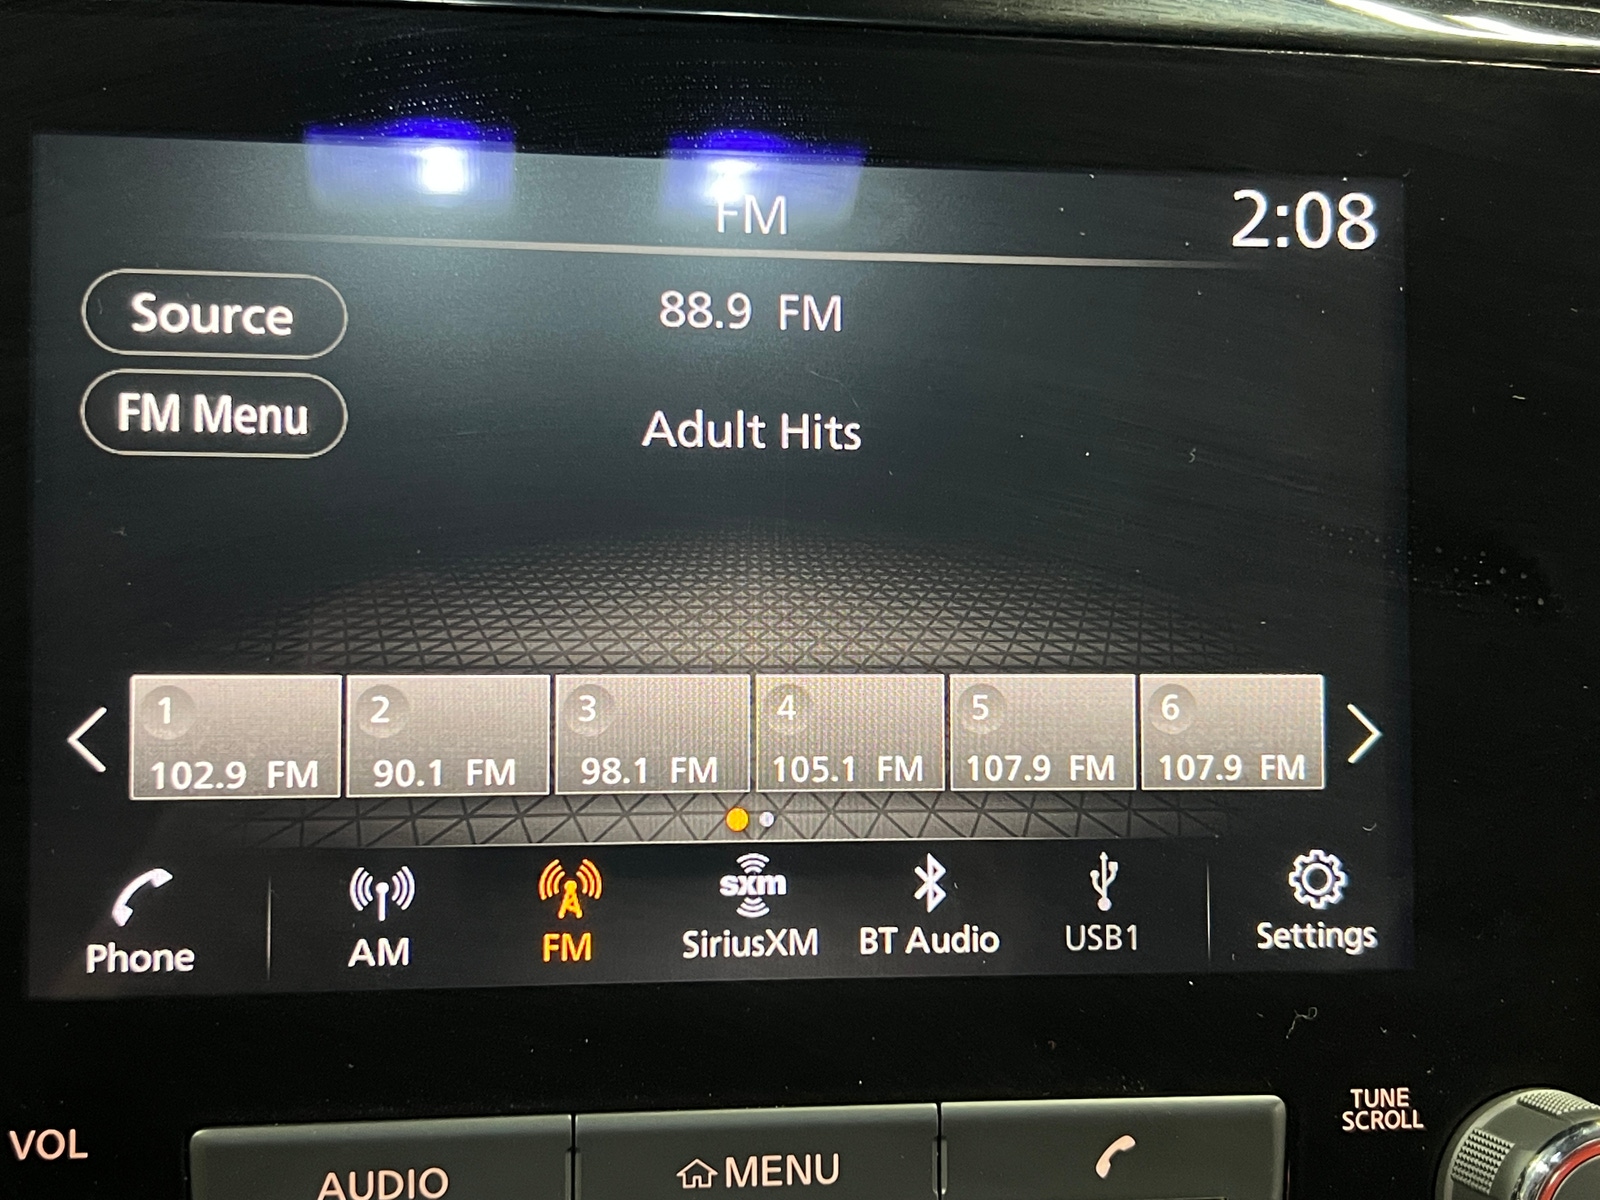 FM
2:08
Source
88.9 FM
FM Menu
Adult Hits
1
2
3
4
5
6
102.9 FM
90.1 FM
98.1 FM
105.1 FM
107.9 FM
107.9 FM
sxm
Phone
AM
FM
SiriusXM
BT Audio
USB1
Settings
VOL
AUDIO
MENU
TUNE
SCROLL